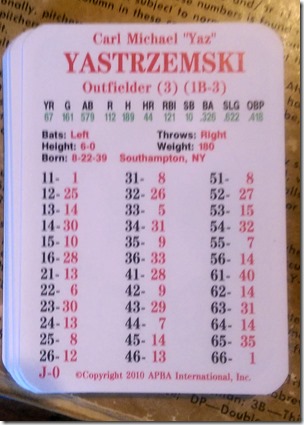 Carl Michael "Yaz"
YASTRZEMSKI
Outfielder (3) (1B-3)
YR G AB R H HR RBI SB BA SLG OBP
67 161 579 112 189 44 121 10 .326 .622 .418
Bats: Left Throws: Right
Height: 6-0 Weight: 180
Born: 8-22-39 Southampton, NY
11- 1 31- 8 51- 8
12- 25 32- 26 52- 27
13- 14 33- 5 53- 15
14- 30 34- 31 54- 32
15- 10 35- 9 55- 7
16- 28 36- 33 56- 14
21- 13 41- 28 61- 40
22- 6 42- 9 62- 14
23- 30 43- 29 63- 31
24- 13 44- 7 64- 14
25- 8 45- 14 65- 35
26- 12 46- 13 66- 1
J-0 ©Copyright 2010 APBA International, Inc.